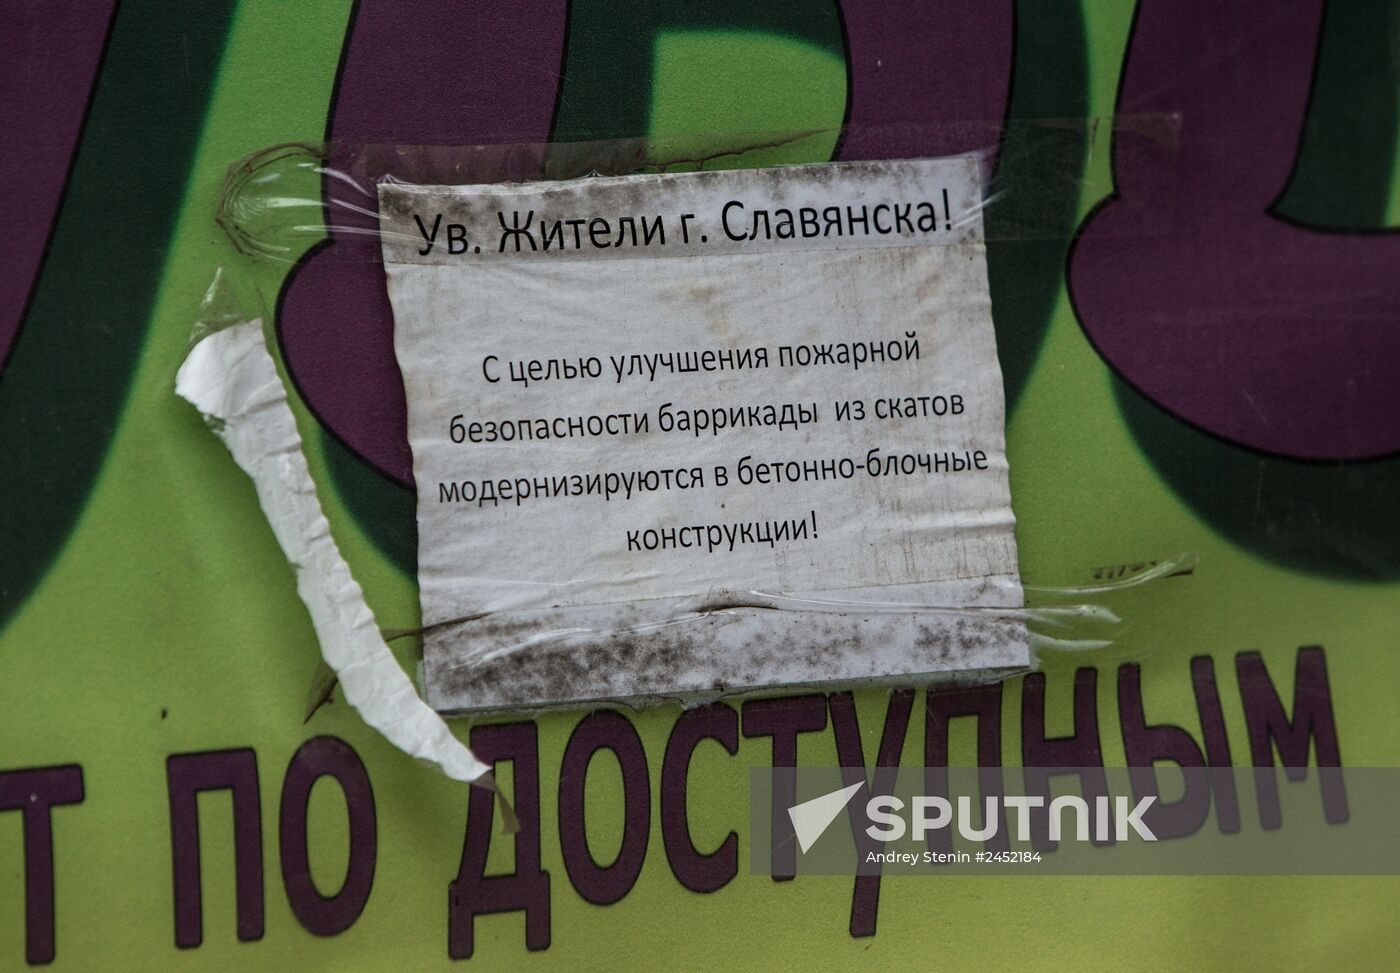 Ув. Жители г. Славянска!
С целью улучшения пожарной
безопасности баррикады из скатов
модернизируются в бетонно-блочные
конструкции!
т по доступным
SPUTNIK
Andrey Stenin #2452184